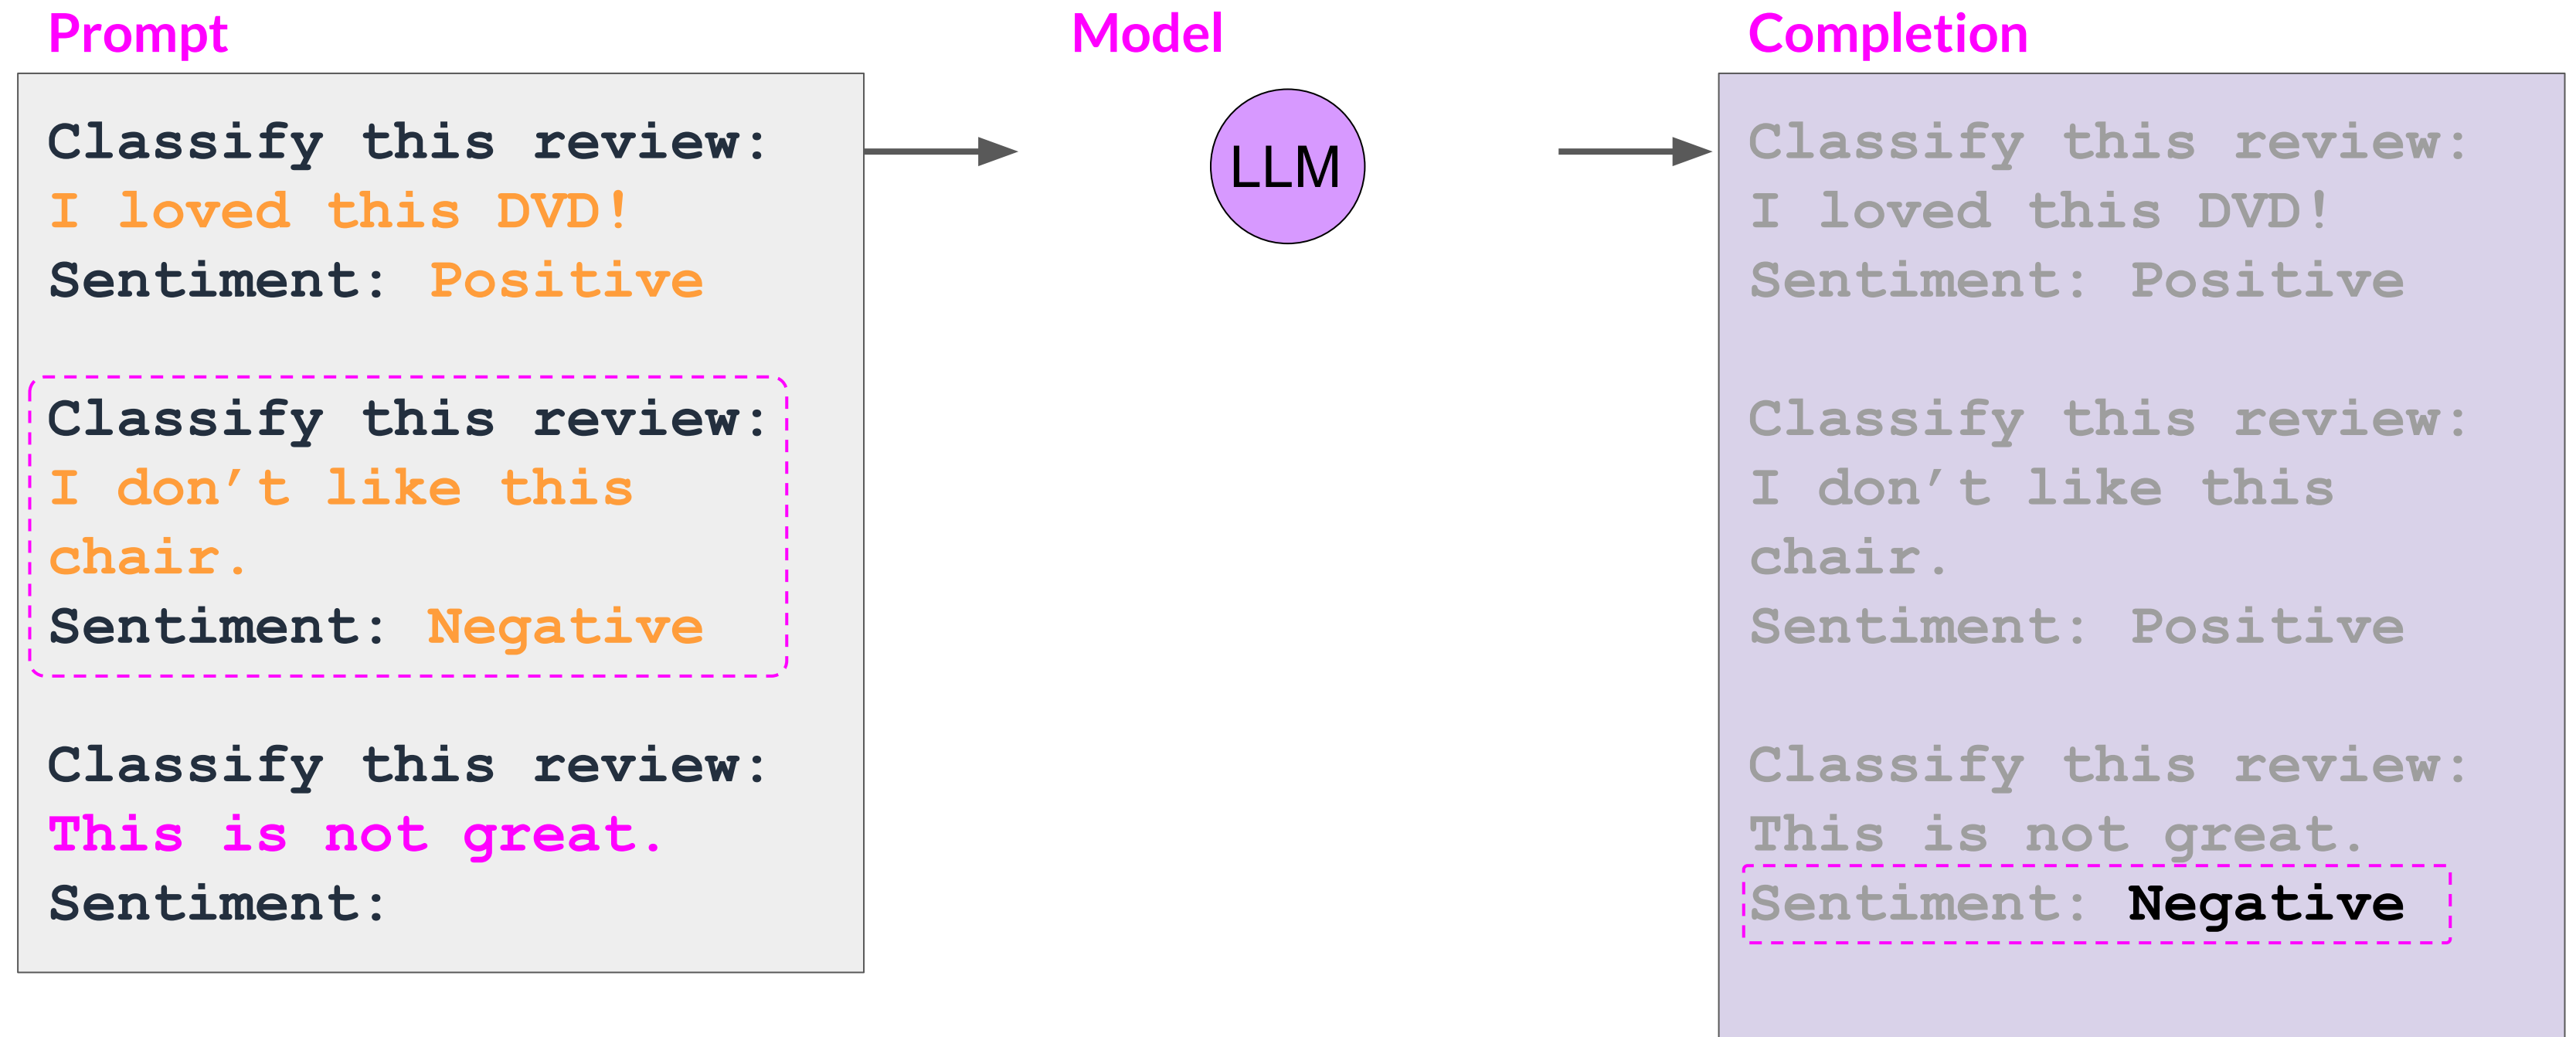 Prompt
Classify this review:
I loved this DVD!
Sentiment: Positive
Classify this review:
I don’t like this
chair.
Sentiment: Negative
Classify this review:
This is not great.
Sentiment:
Model
LLM
Completion
Classify this review:
I loved this DVD!
Sentiment: Positive
Classify this review:
I don’t like this
chair.
Sentiment: Positive
Classify this review:
This is not great.
Sentiment: Negative